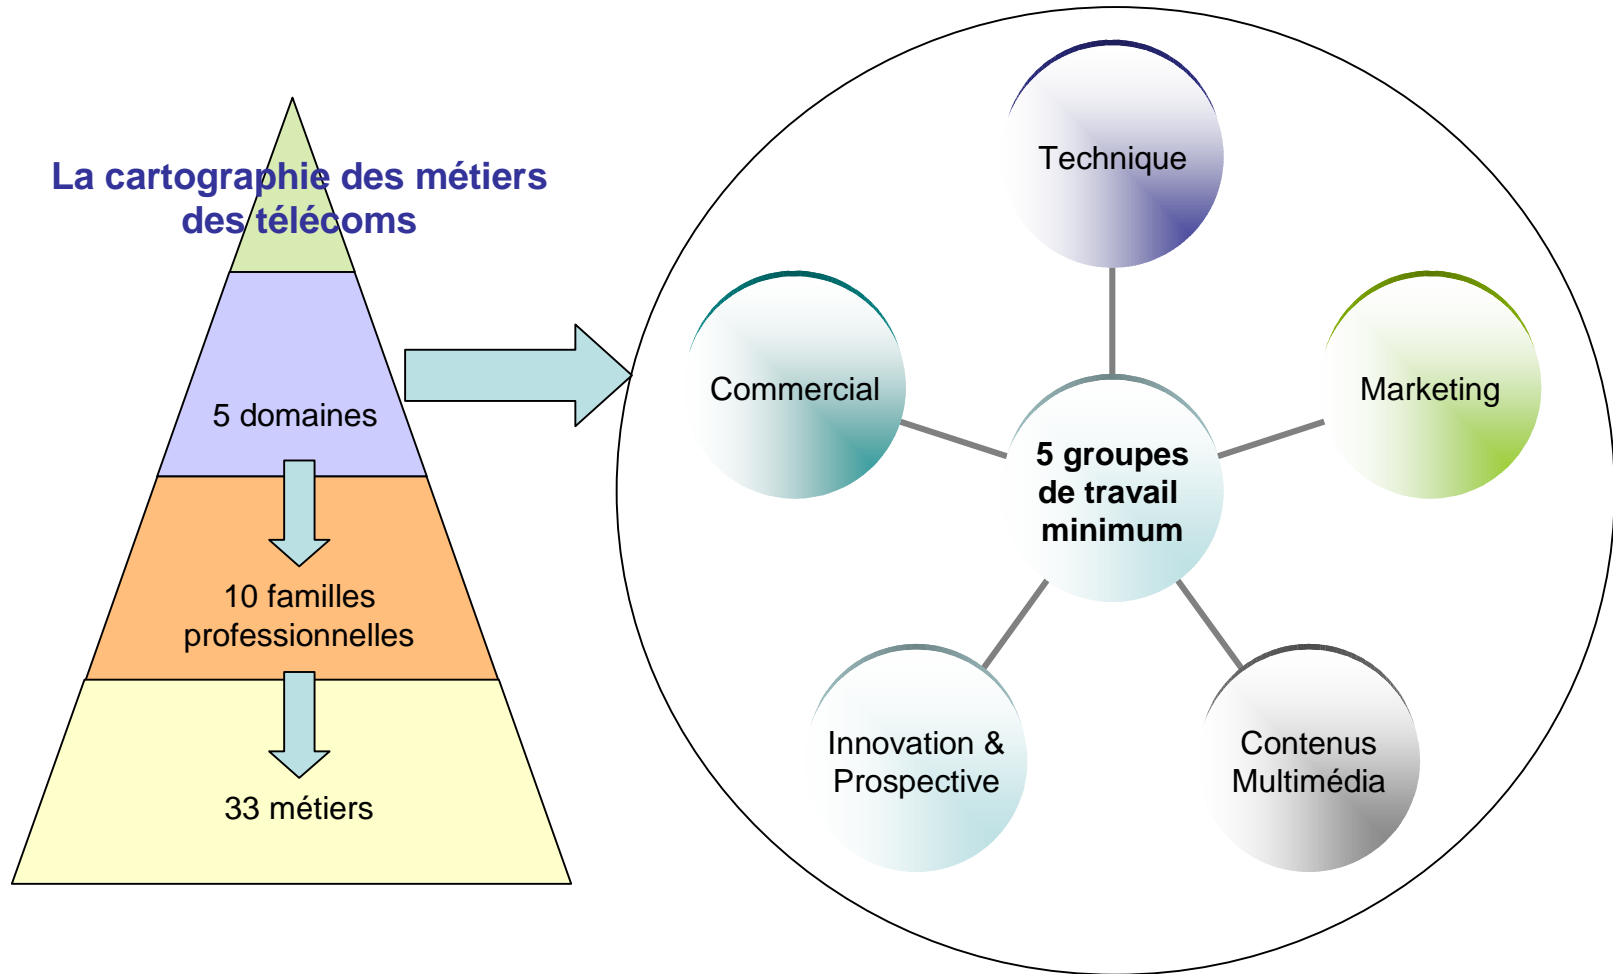 La cartographie des métiers
des télécoms
5 domaines
10 familles
professionnelles
33 métiers
Technique
Commercial
Marketing
5 groupes
de travail
minimum
Innovation &
Prospective
Contenus
Multimédia